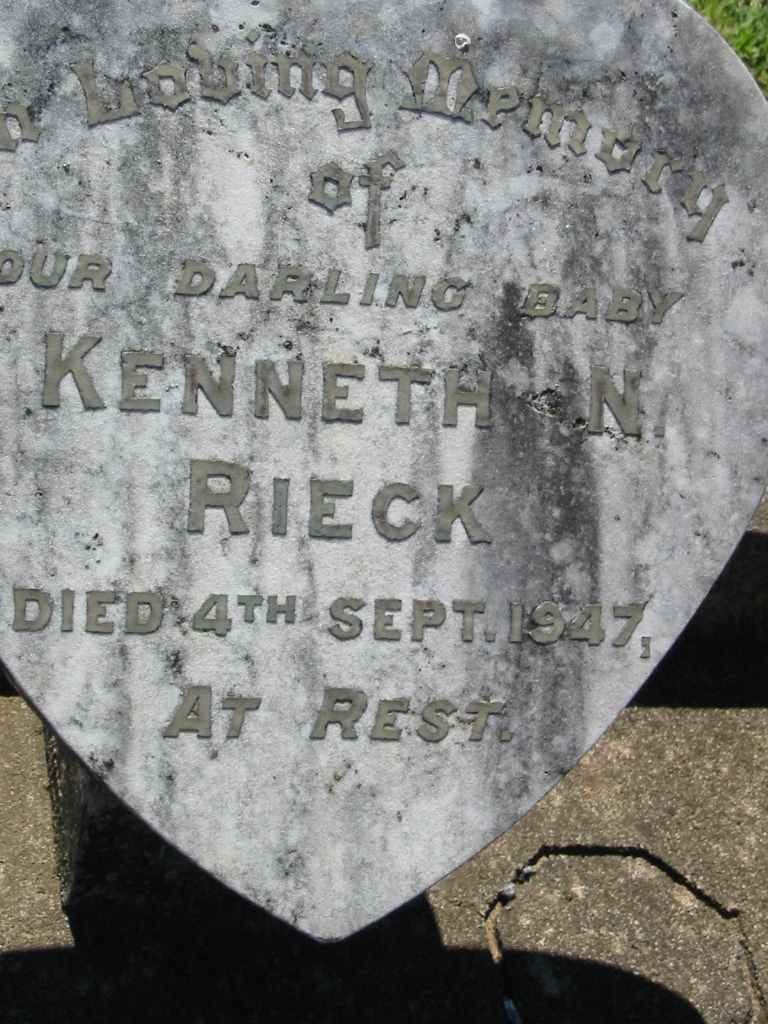 n Loving Memory
of
OUR DARLING BABY
KENNETH N.
RIECK
DIED 4TH SEPT. 1947,
AT REST.